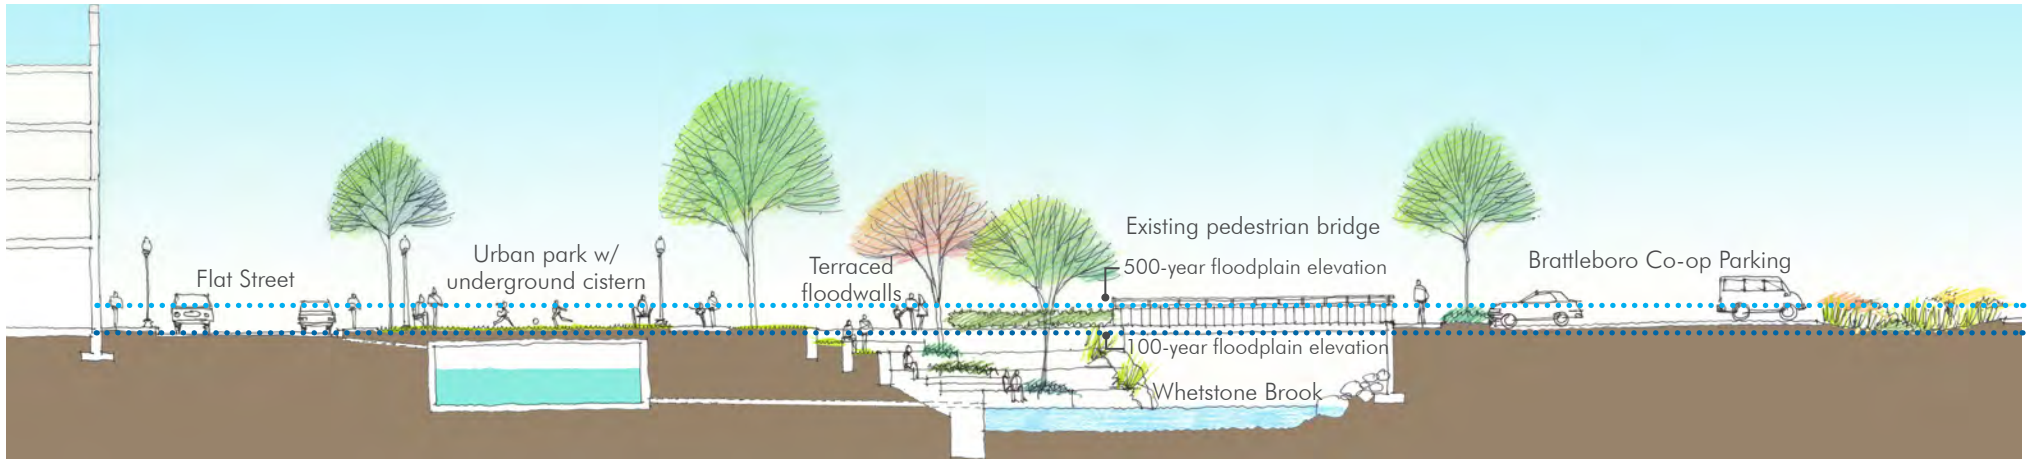 Flat Street
Urban park w/
underground cistern
Terraced
floodwalls
Existing pedestrian bridge
500-year floodplain elevation
100-year floodplain elevation
Whetstone Brook
Brattleboro Co-op Parking